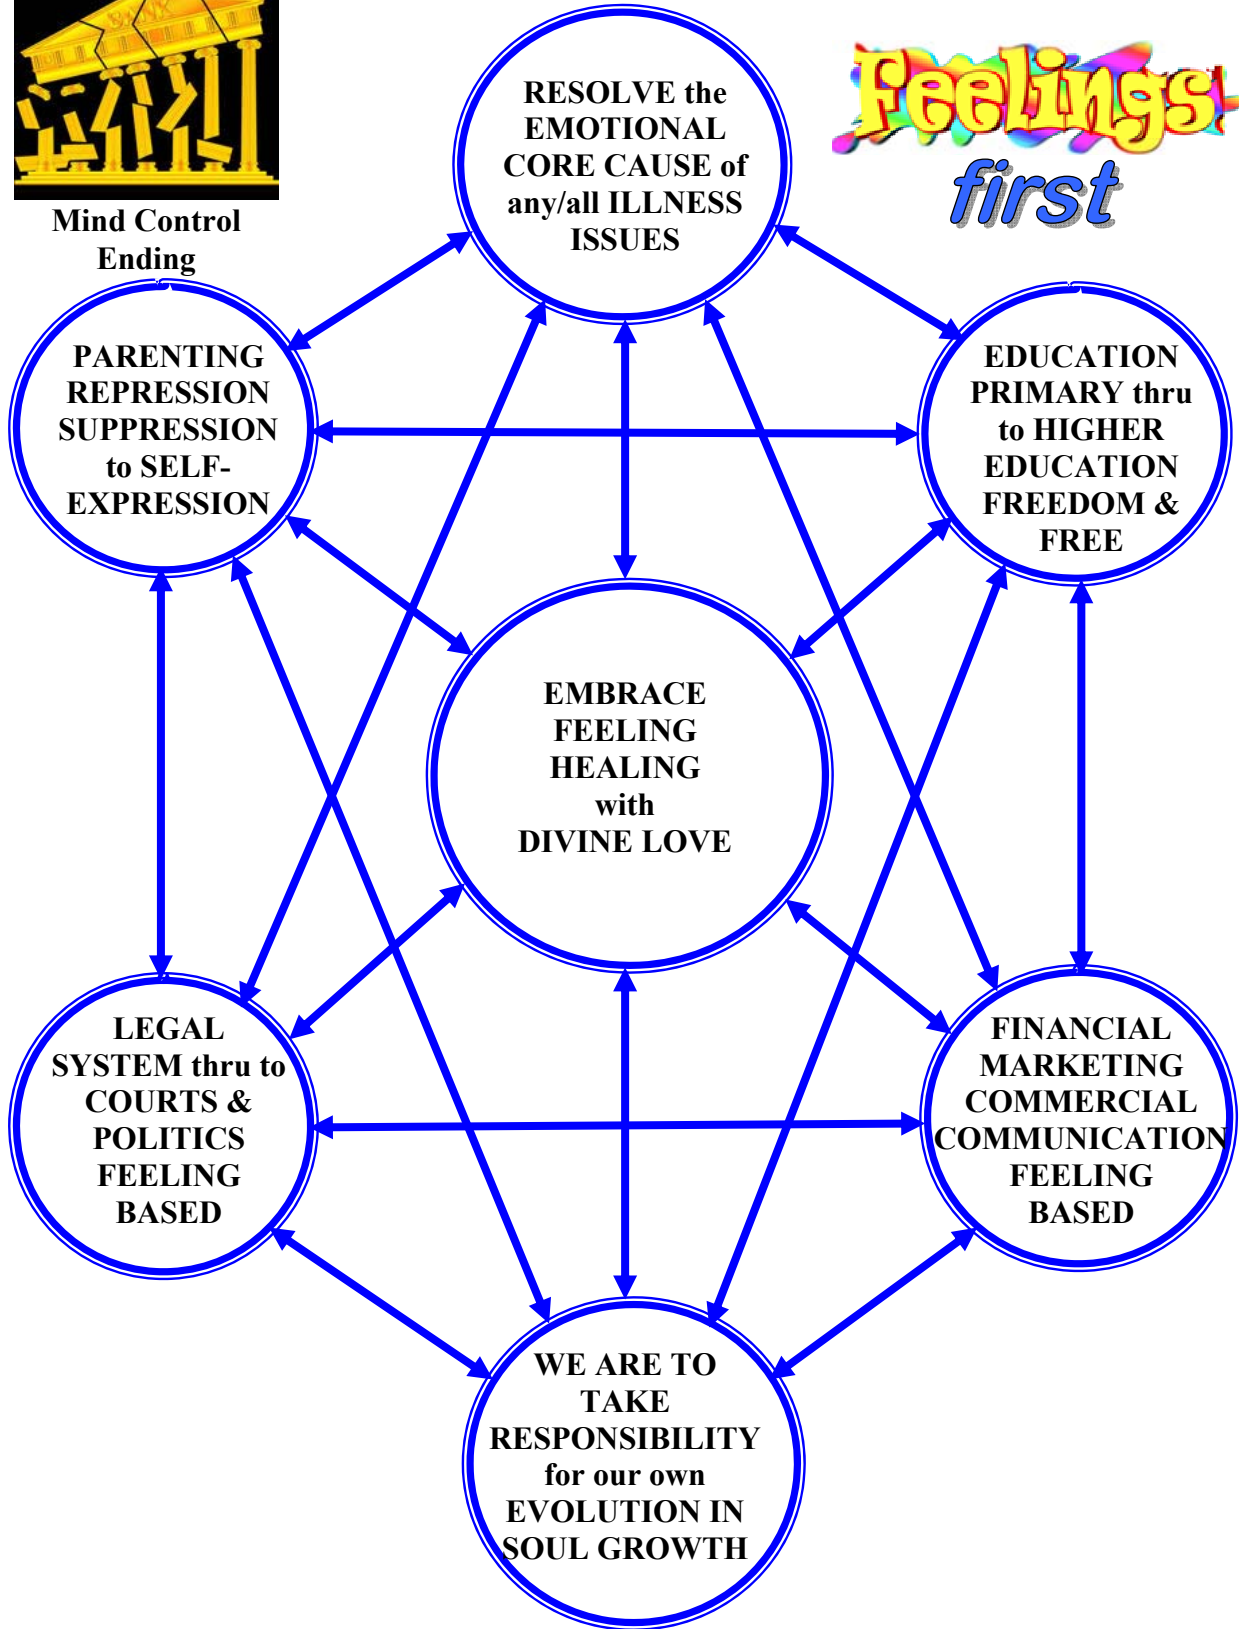 BANK
Mind Control
Ending
Feelings
first
RESOLVE the
EMOTIONAL
CORE CAUSE of
any/all ILLNESS
ISSUES
PARENTING
REPRESSION
SUPPRESSION
to SELF-
EXPRESSION
EDUCATION
PRIMARY thru
to HIGHER
EDUCATION
FREEDOM &
FREE
EMBRACE
FEELING
HEALING
with
DIVINE LOVE
LEGAL
SYSTEM thru to
COURTS &
POLITICS
FEELING
BASED
FINANCIAL
MARKETING
COMMERCIAL
COMMUNICATION
FEELING
BASED
WE ARE TO
TAKE
RESPONSIBILITY
for our own
EVOLUTION IN
SOUL GROWTH